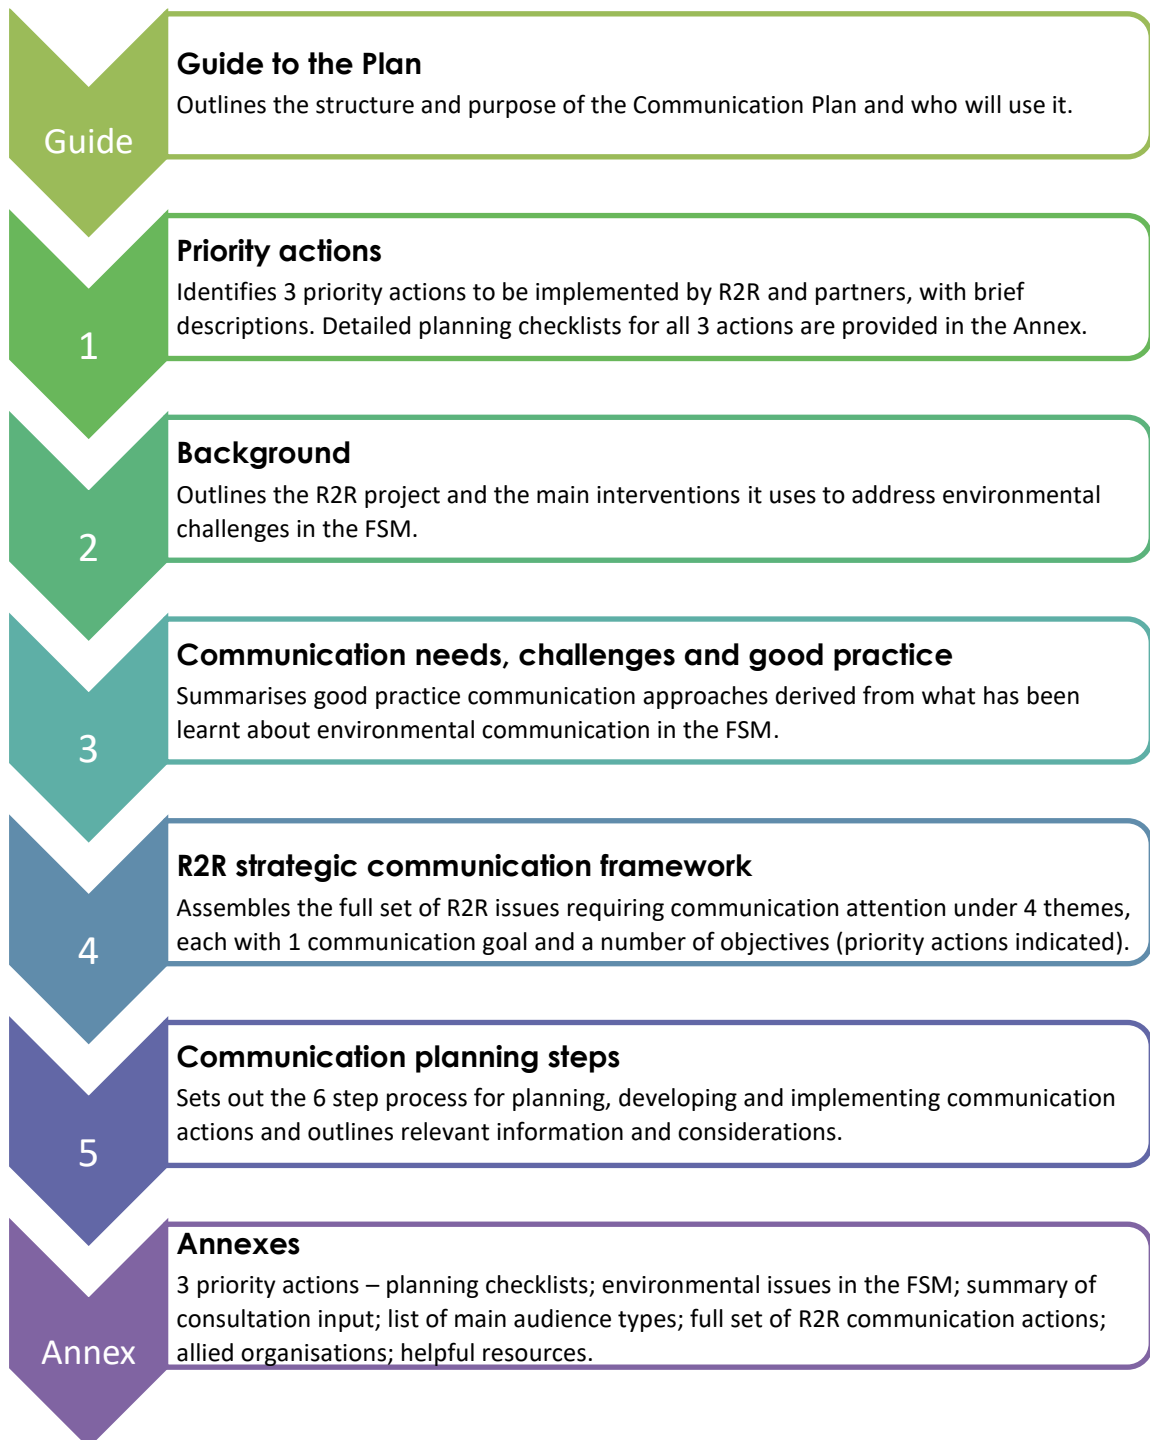 Guide
Guide to the Plan
Outlines the structure and purpose of the Communication Plan and who will use it.
1
Priority actions
Identifies 3 priority actions to be implemented by R2R and partners, with brief
descriptions. Detailed planning checklists for all 3 actions are provided in the Annex.
2
Background
Outlines the R2R project and the main interventions it uses to address environmental
challenges in the FSM.
3
Communication needs, challenges and good practice
Summarises good practice communication approaches derived from what has been
learnt about environmental communication in the FSM.
4
R2R strategic communication framework
Assembles the full set of R2R issues requiring communication attention under 4 themes,
each with 1 communication goal and a number of objectives (priority actions indicated).
5
Communication planning steps
Sets out the 6 step process for planning, developing and implementing communication
actions and outlines relevant information and considerations.
Annex
Annexes
3 priority actions – planning checklists; environmental issues in the FSM; summary of
consultation input; list of main audience types; full set of R2R communication actions;
allied organisations; helpful resources.